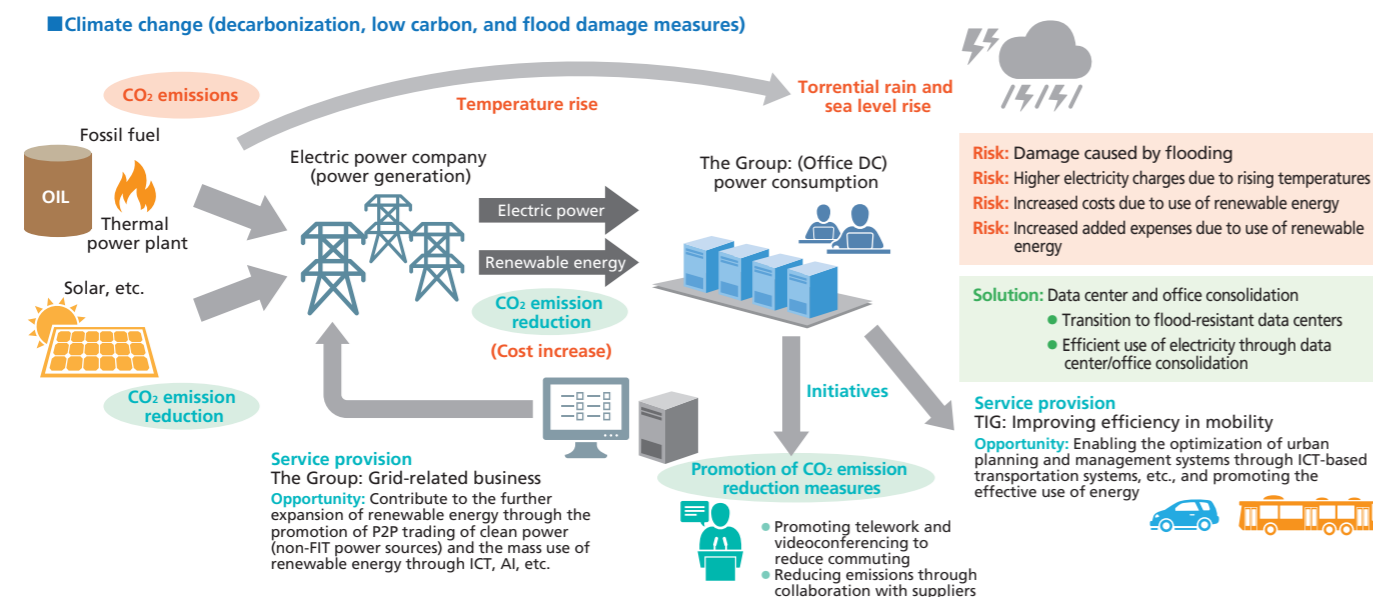 ■Climate change (decarbonization, low carbon, and flood damage measures)
CO₂ emissions
Temperature rise
Torrential rain and
sea level rise
Fossil fuel
OIL
Thermal
power plant
Solar, etc.
CO₂ emission
reduction
Electric power company
(power generation)
Electric power
Renewable energy
CO₂ emission
reduction
(Cost increase)
The Group: (Office DC)
power consumption
Risk: Damage caused by flooding
Risk: Higher electricity charges due to rising temperatures
Risk: Increased costs due to use of renewable energy
Risk: Increased added expenses due to use of renewable
energy
Solution: Data center and office consolidation
● Transition to flood-resistant data centers
● Efficient use of electricity through data
center/office consolidation
Service provision
TIG: Improving efficiency in mobility
Opportunity: Enabling the optimization of urban
planning and management systems through ICT-based
transportation systems, etc., and promoting the
effective use of energy
Service provision
The Group: Grid-related business
Opportunity: Contribute to the further
expansion of renewable energy through the
promotion of P2P trading of clean power
(non-FIT power sources) and the mass use of
renewable energy through ICT, AI, etc.
Initiatives
Promotion of CO₂ emission
reduction measures
● Promoting telework and
videoconferencing to
reduce commuting
● Reducing emissions through
collaboration with suppliers